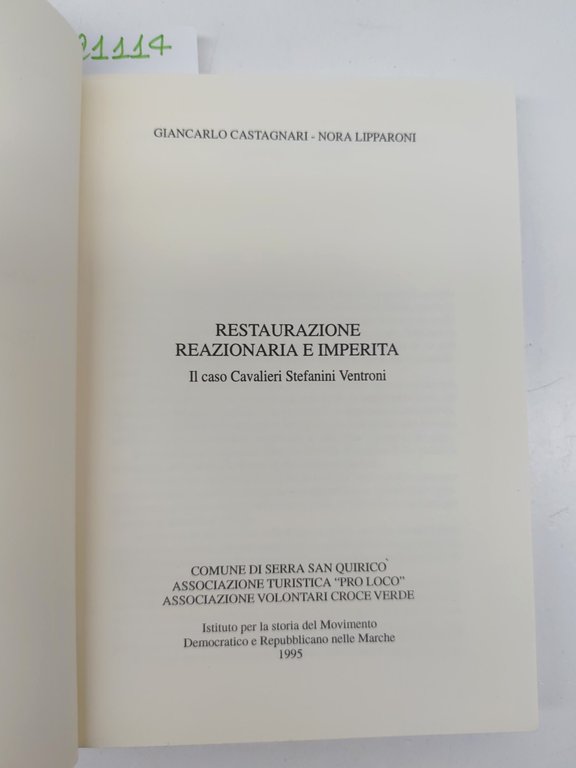 21114
GIANCARLO CASTAGNARI - NORA LIPPARONI
RESTAURAZIONE
REAZIONARIA E IMPERITA
Il caso Cavalieri Stefanini Ventroni
COMUNE DI SERRA SAN QUIRICO
ASSOCIAZIONE TURISTICA "PRO LOCO"
ASSOCIAZIONE VOLONTARI CROCE VERDE
Istituto per la storia del Movimento
Democratico e Repubblicano nelle Marche
1995